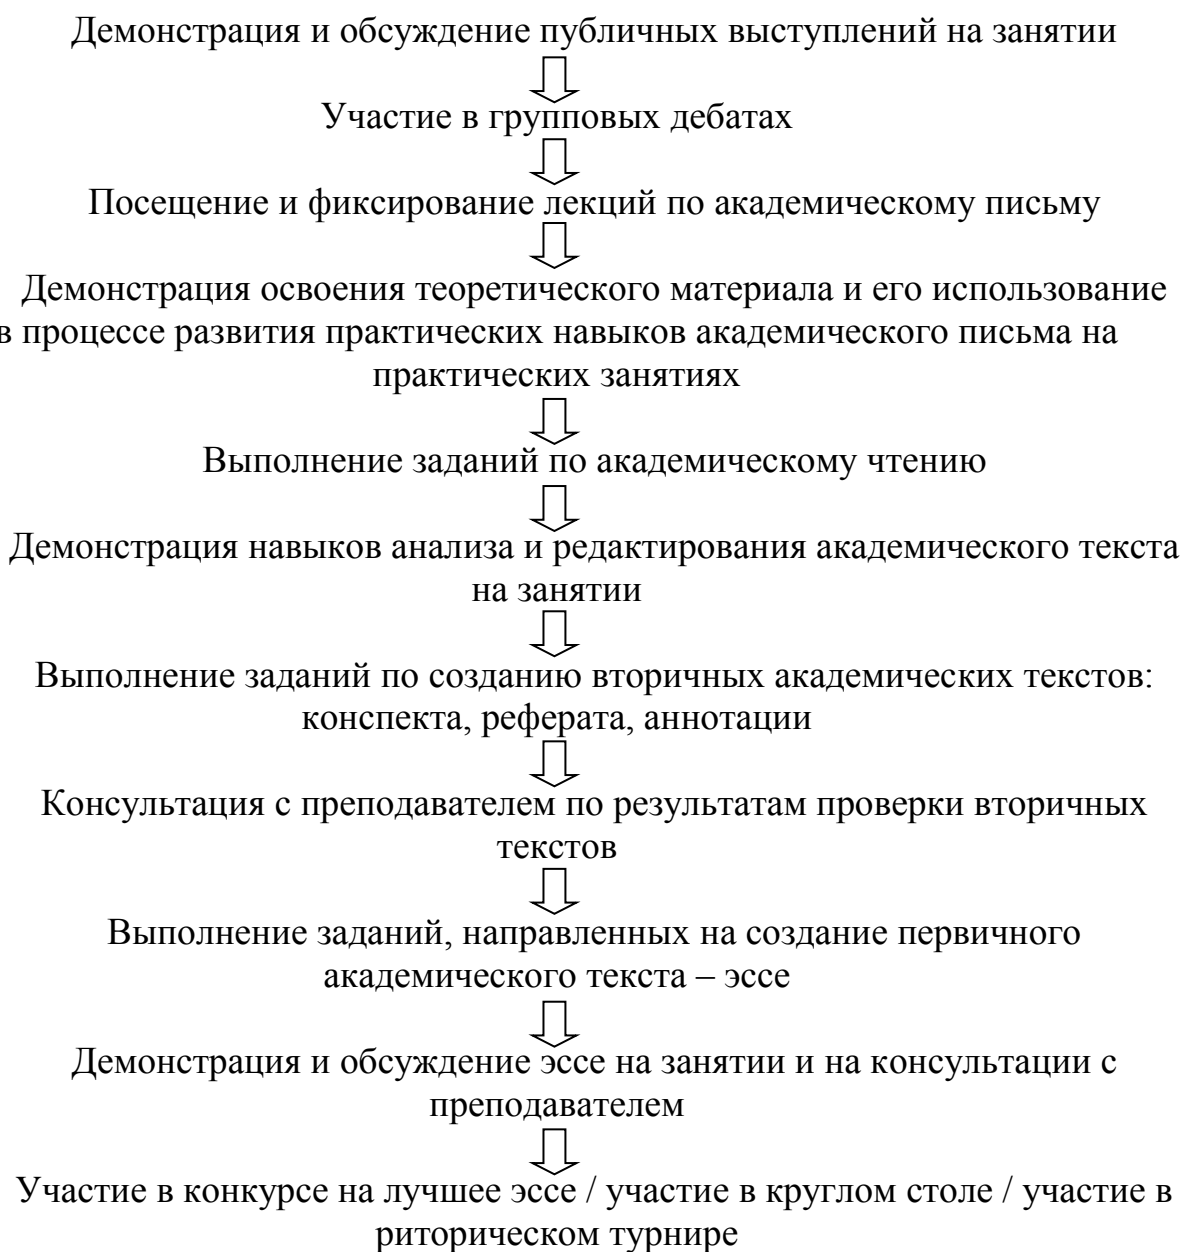 Демонстрация и обсуждение публичных выступлений на занятии
Участие в групповых дебатах
Посещение и фиксирование лекций по академическому письму
Демонстрация освоения теоретического материала и его использование
в процессе развития практических навыков академического письма на
практических занятиях
Выполнение заданий по академическому чтению
Демонстрация навыков анализа и редактирования академического текста
на занятии
Выполнение заданий по созданию вторичных академических текстов:
конспекта, реферата, аннотации
Консультация с преподавателем по результатам проверки вторичных
текстов
Выполнение заданий, направленных на создание первичного
академического текста – эссе
Демонстрация и обсуждение эссе на занятии и на консультации с
преподавателем
Участие в конкурсе на лучшее эссе / участие в круглом столе / участие в
риторическом турнире